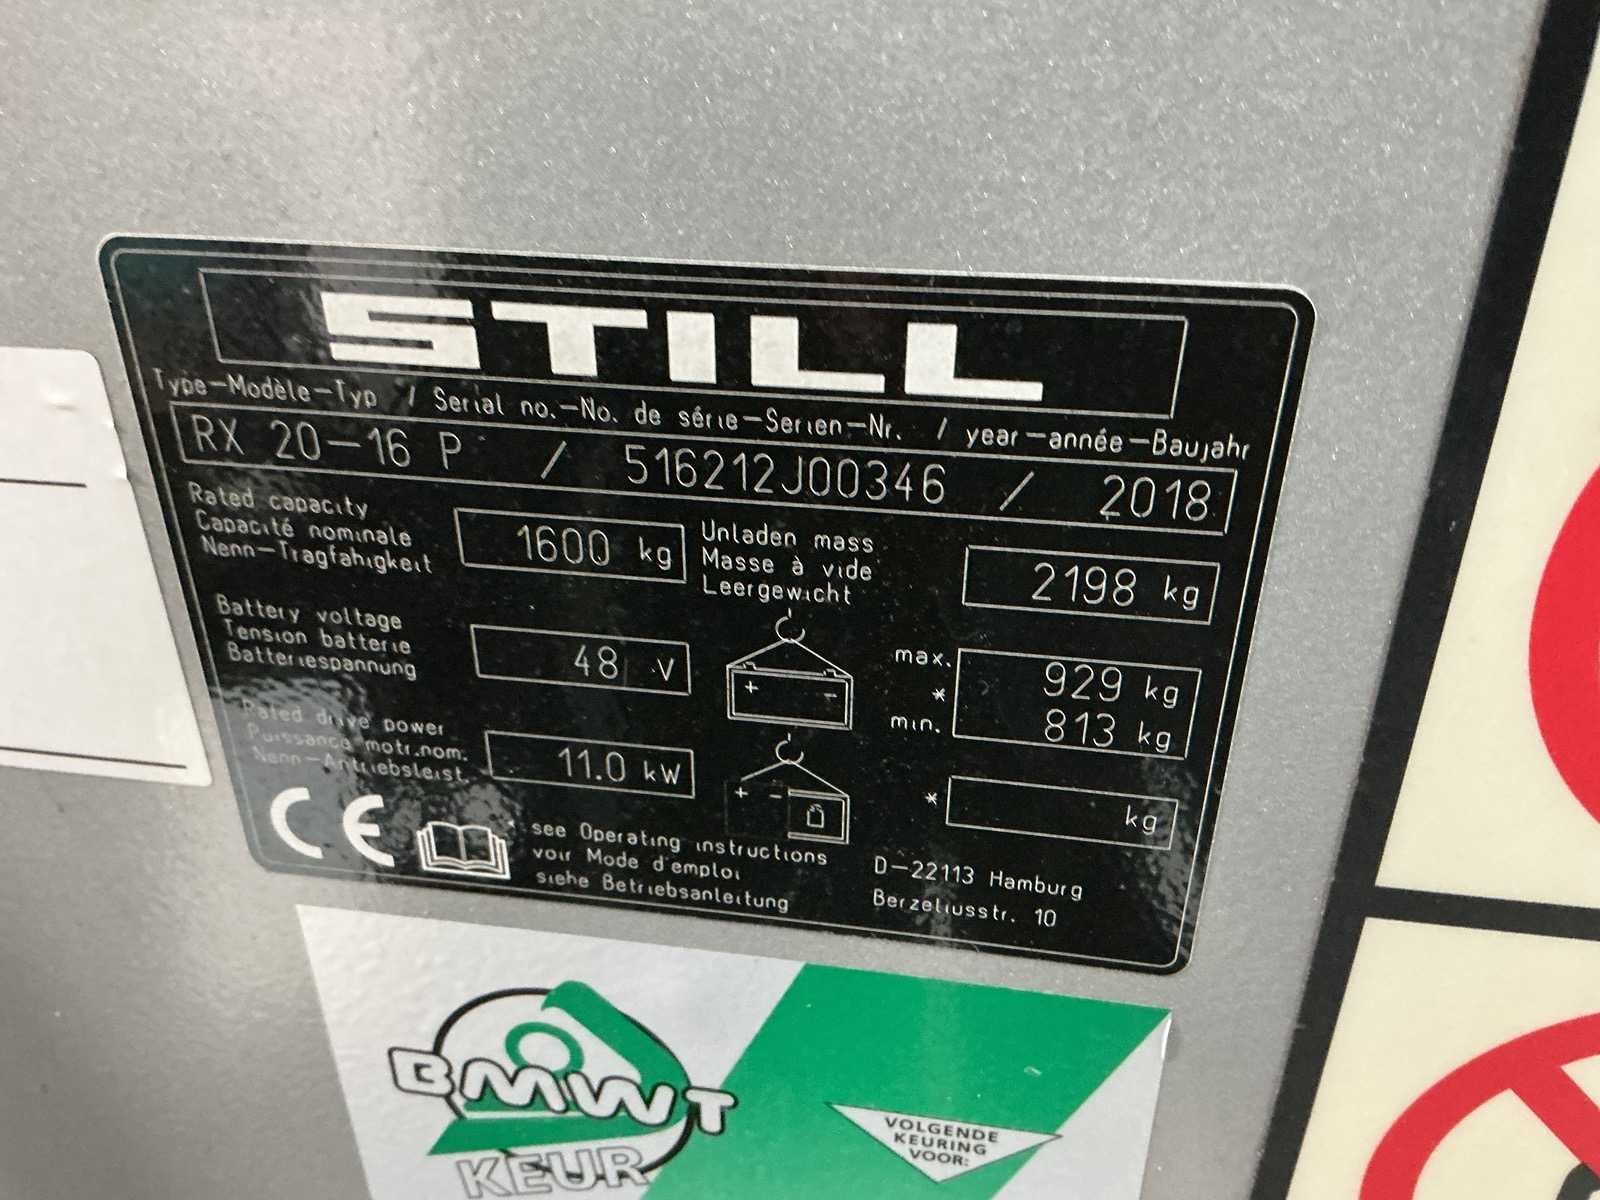 STILL
Type-Modèle-Typ / Serial no.-No. de série-Serien-Nr. / year-année-Baujahr
RX 20-16 P / 516212J00346 / 2018
Rated capacity
Capacité nominale
Nenn-Tragfähigkeit
1600 kg
Unladen mass
Masse à vide
Leergewicht
2198 kg
Battery voltage
Tension batterie
Batteriespannung
48 V
+ -
max. 929 kg
*
min. 813 kg
Rated drive power
Puissance motr.nom.
Nenn-Antriebsleist.
11.0 kW
+ -
* kg
CE
* see Operating instructions
voir Mode d'emploi
siehe Betriebsanleitung
D-22113 Hamburg
Berzeliusstr. 10
BMWT
KEUR
VOLGENDE
KEURING
VOOR: